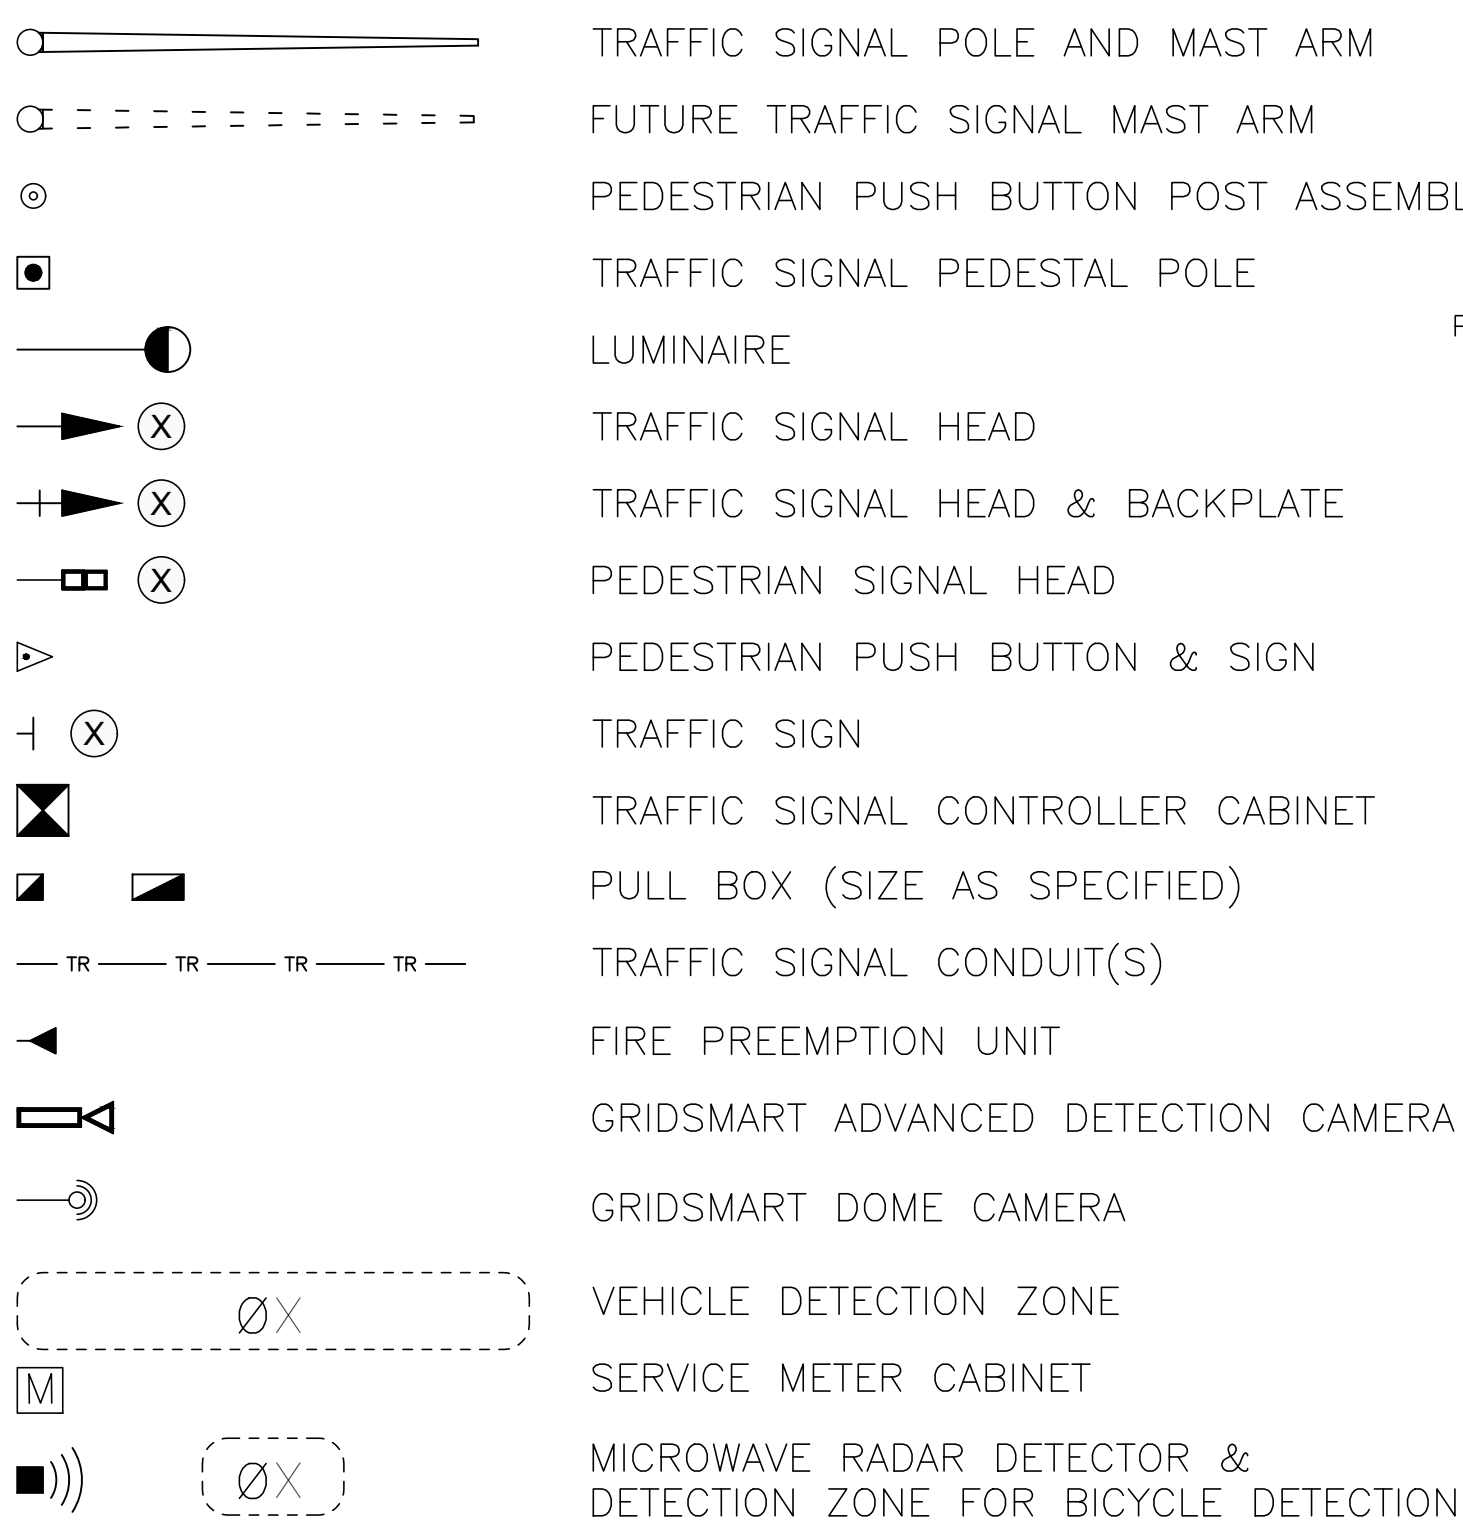 TRAFFIC SIGNAL POLE AND MAST ARM
FUTURE TRAFFIC SIGNAL MAST ARM
PEDESTRIAN PUSH BUTTON POST ASSEMBL
TRAFFIC SIGNAL PEDESTAL POLE
LUMINAIRE
X TRAFFIC SIGNAL HEAD
X TRAFFIC SIGNAL HEAD & BACKPLATE
X PEDESTRIAN SIGNAL HEAD
PEDESTRIAN PUSH BUTTON & SIGN
X TRAFFIC SIGN
TRAFFIC SIGNAL CONTROLLER CABINET
PULL BOX (SIZE AS SPECIFIED)
TR TR TR TR TRAFFIC SIGNAL CONDUIT(S)
FIRE PREEMPTION UNIT
GRIDSMART ADVANCED DETECTION CAMERA
GRIDSMART DOME CAMERA
ØX VEHICLE DETECTION ZONE
M SERVICE METER CABINET
ØX MICROWAVE RADAR DETECTOR &
DETECTION ZONE FOR BICYCLE DETECTION